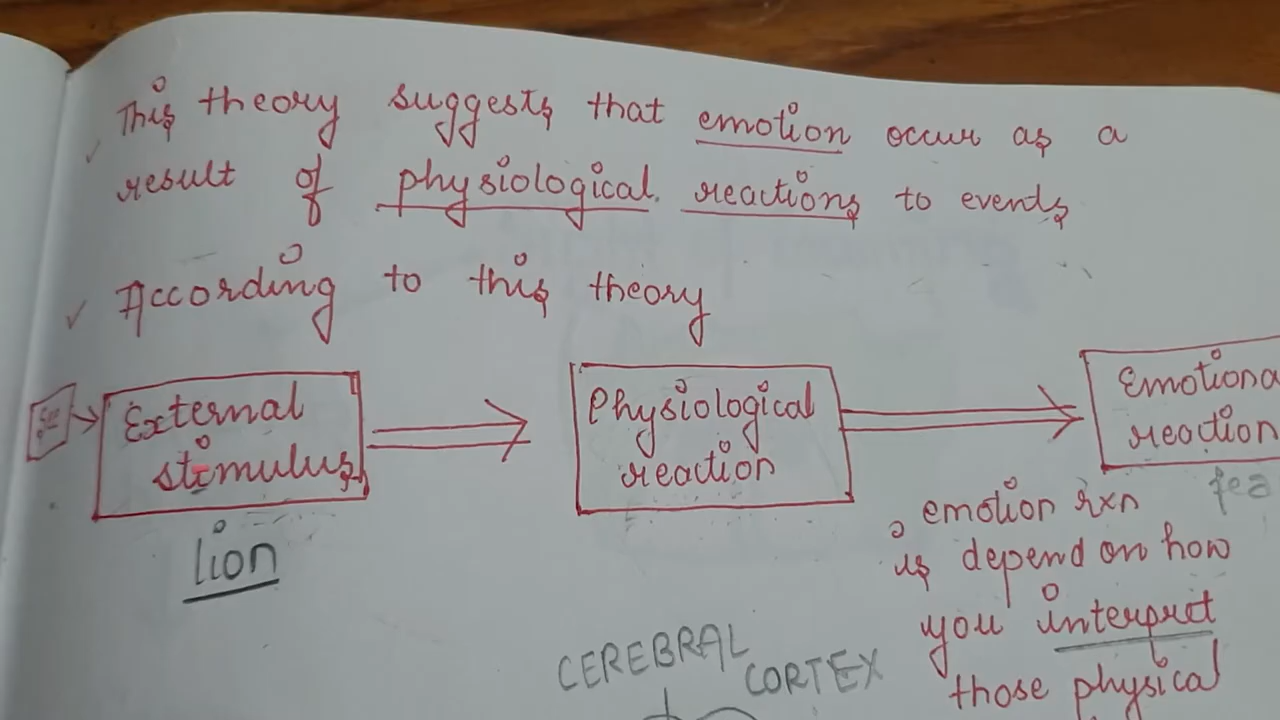 This theory suggests that emotion occur as a
result of physiological reactions to events
According to this theory
External
stimulus
lion
Physiological
reaction
Emotiona
reaction
fea
emotion rxn
is depend on how
you interpret
those physical
CEREBRAL
CORTEX